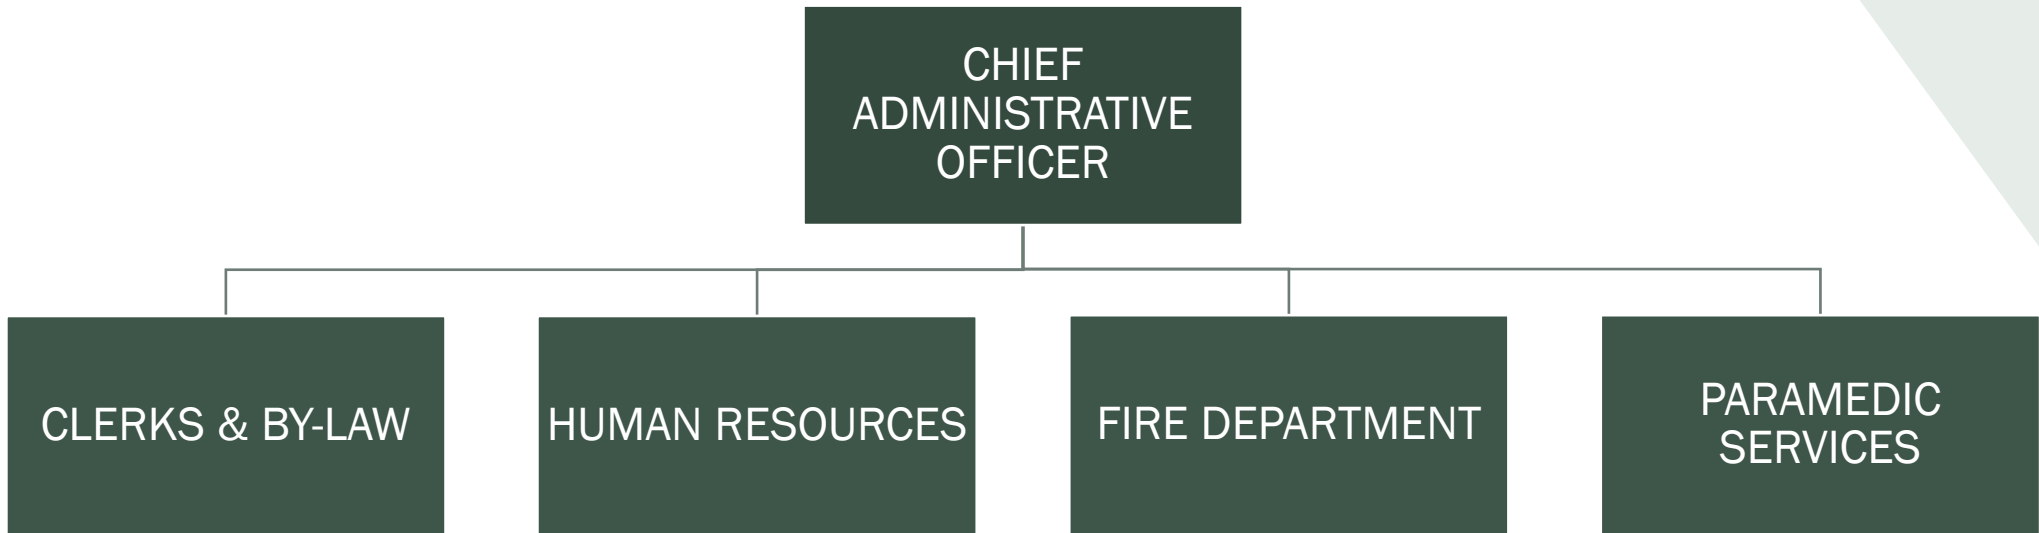 CHIEF
ADMINISTRATIVE
OFFICER
CLERKS & BY-LAW
HUMAN RESOURCES
FIRE DEPARTMENT
PARAMEDIC
SERVICES